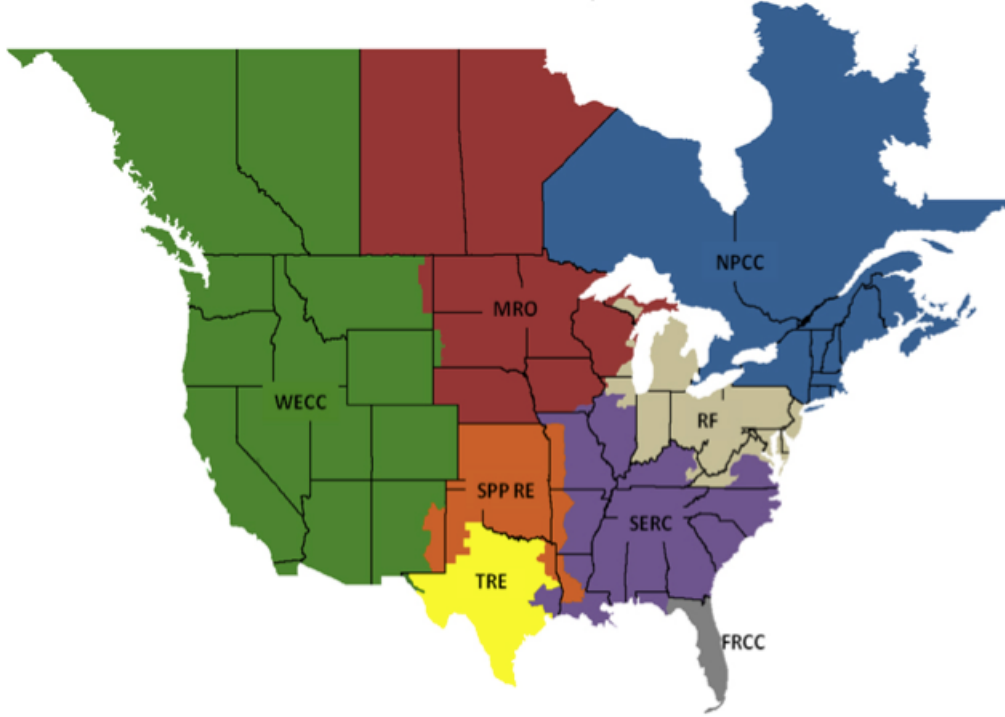 NPCC
MRO
WECC
RF
SPP RE
SERC
TRE
FRCC